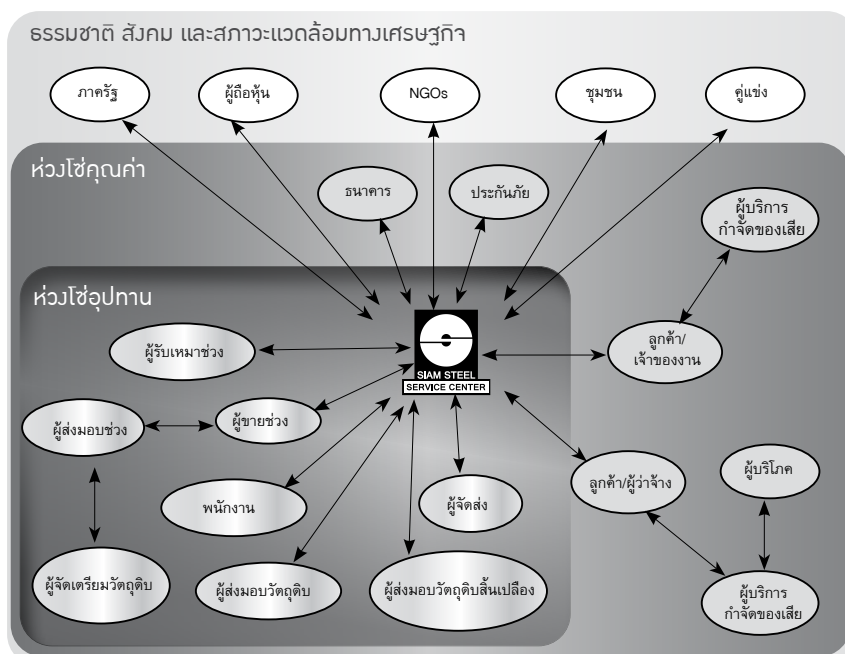 ธรรมชาติ สังคม และสภาวะแวดล้อมทางเศรษฐกิจ
ภาครัฐ
ผู้ถือหุ้น
NGOs
ชุมชน
คู่แข่ง
ห่วงโซ่คุณค่า
ธนาคาร
ประกันภัย
ผู้บริการ
กำจัดของเสีย
ห่วงโซ่อุปทาน
ผู้รับเหมาช่วง
SIAM STEEL
SERVICE CENTER
ลูกค้า/
เจ้าของงาน
ผู้ส่งมอบช่วง
ผู้ขายช่วง
พนักงาน
ผู้จัดส่ง
ลูกค้า/ผู้ว่าจ้าง
ผู้บริโภค
ผู้จัดเตรียมวัตถุดิบ
ผู้ส่งมอบวัตถุดิบ
ผู้ส่งมอบวัตถุดิบสิ้นเปลือง
ผู้บริการ
กำจัดของเสีย